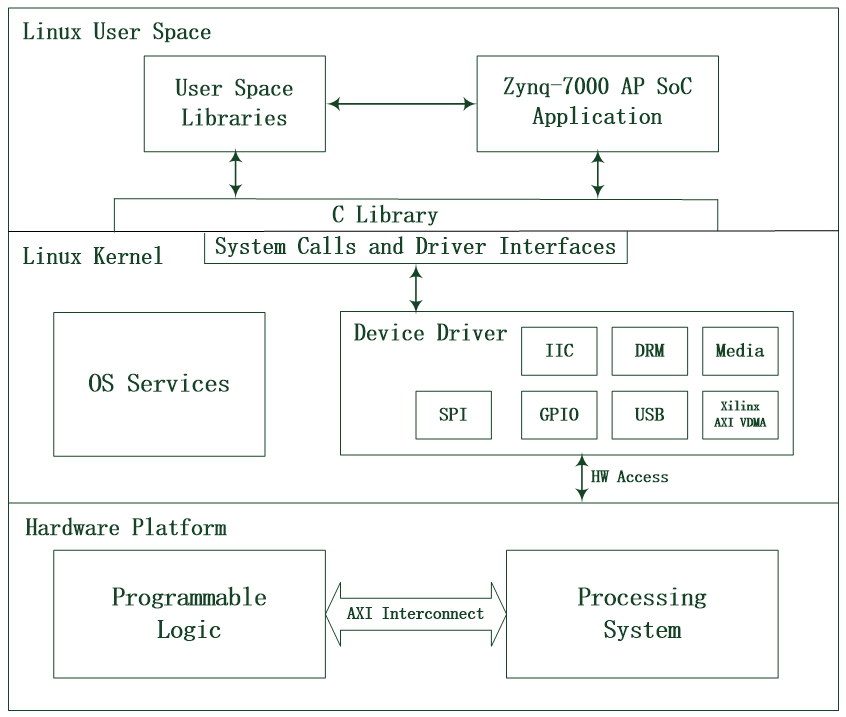 Linux User Space
User Space
Libraries
Zynq-7000 AP SoC
Application
C Library
System Calls and Driver Interfaces
Linux Kernel
OS Services
Device Driver
IIC
DRM
Media
SPI
GPIO
USB
Xilinx
AXI VDMA
HW Access
Hardware Platform
Programmable
Logic
AXI Interconnect
Processing
System